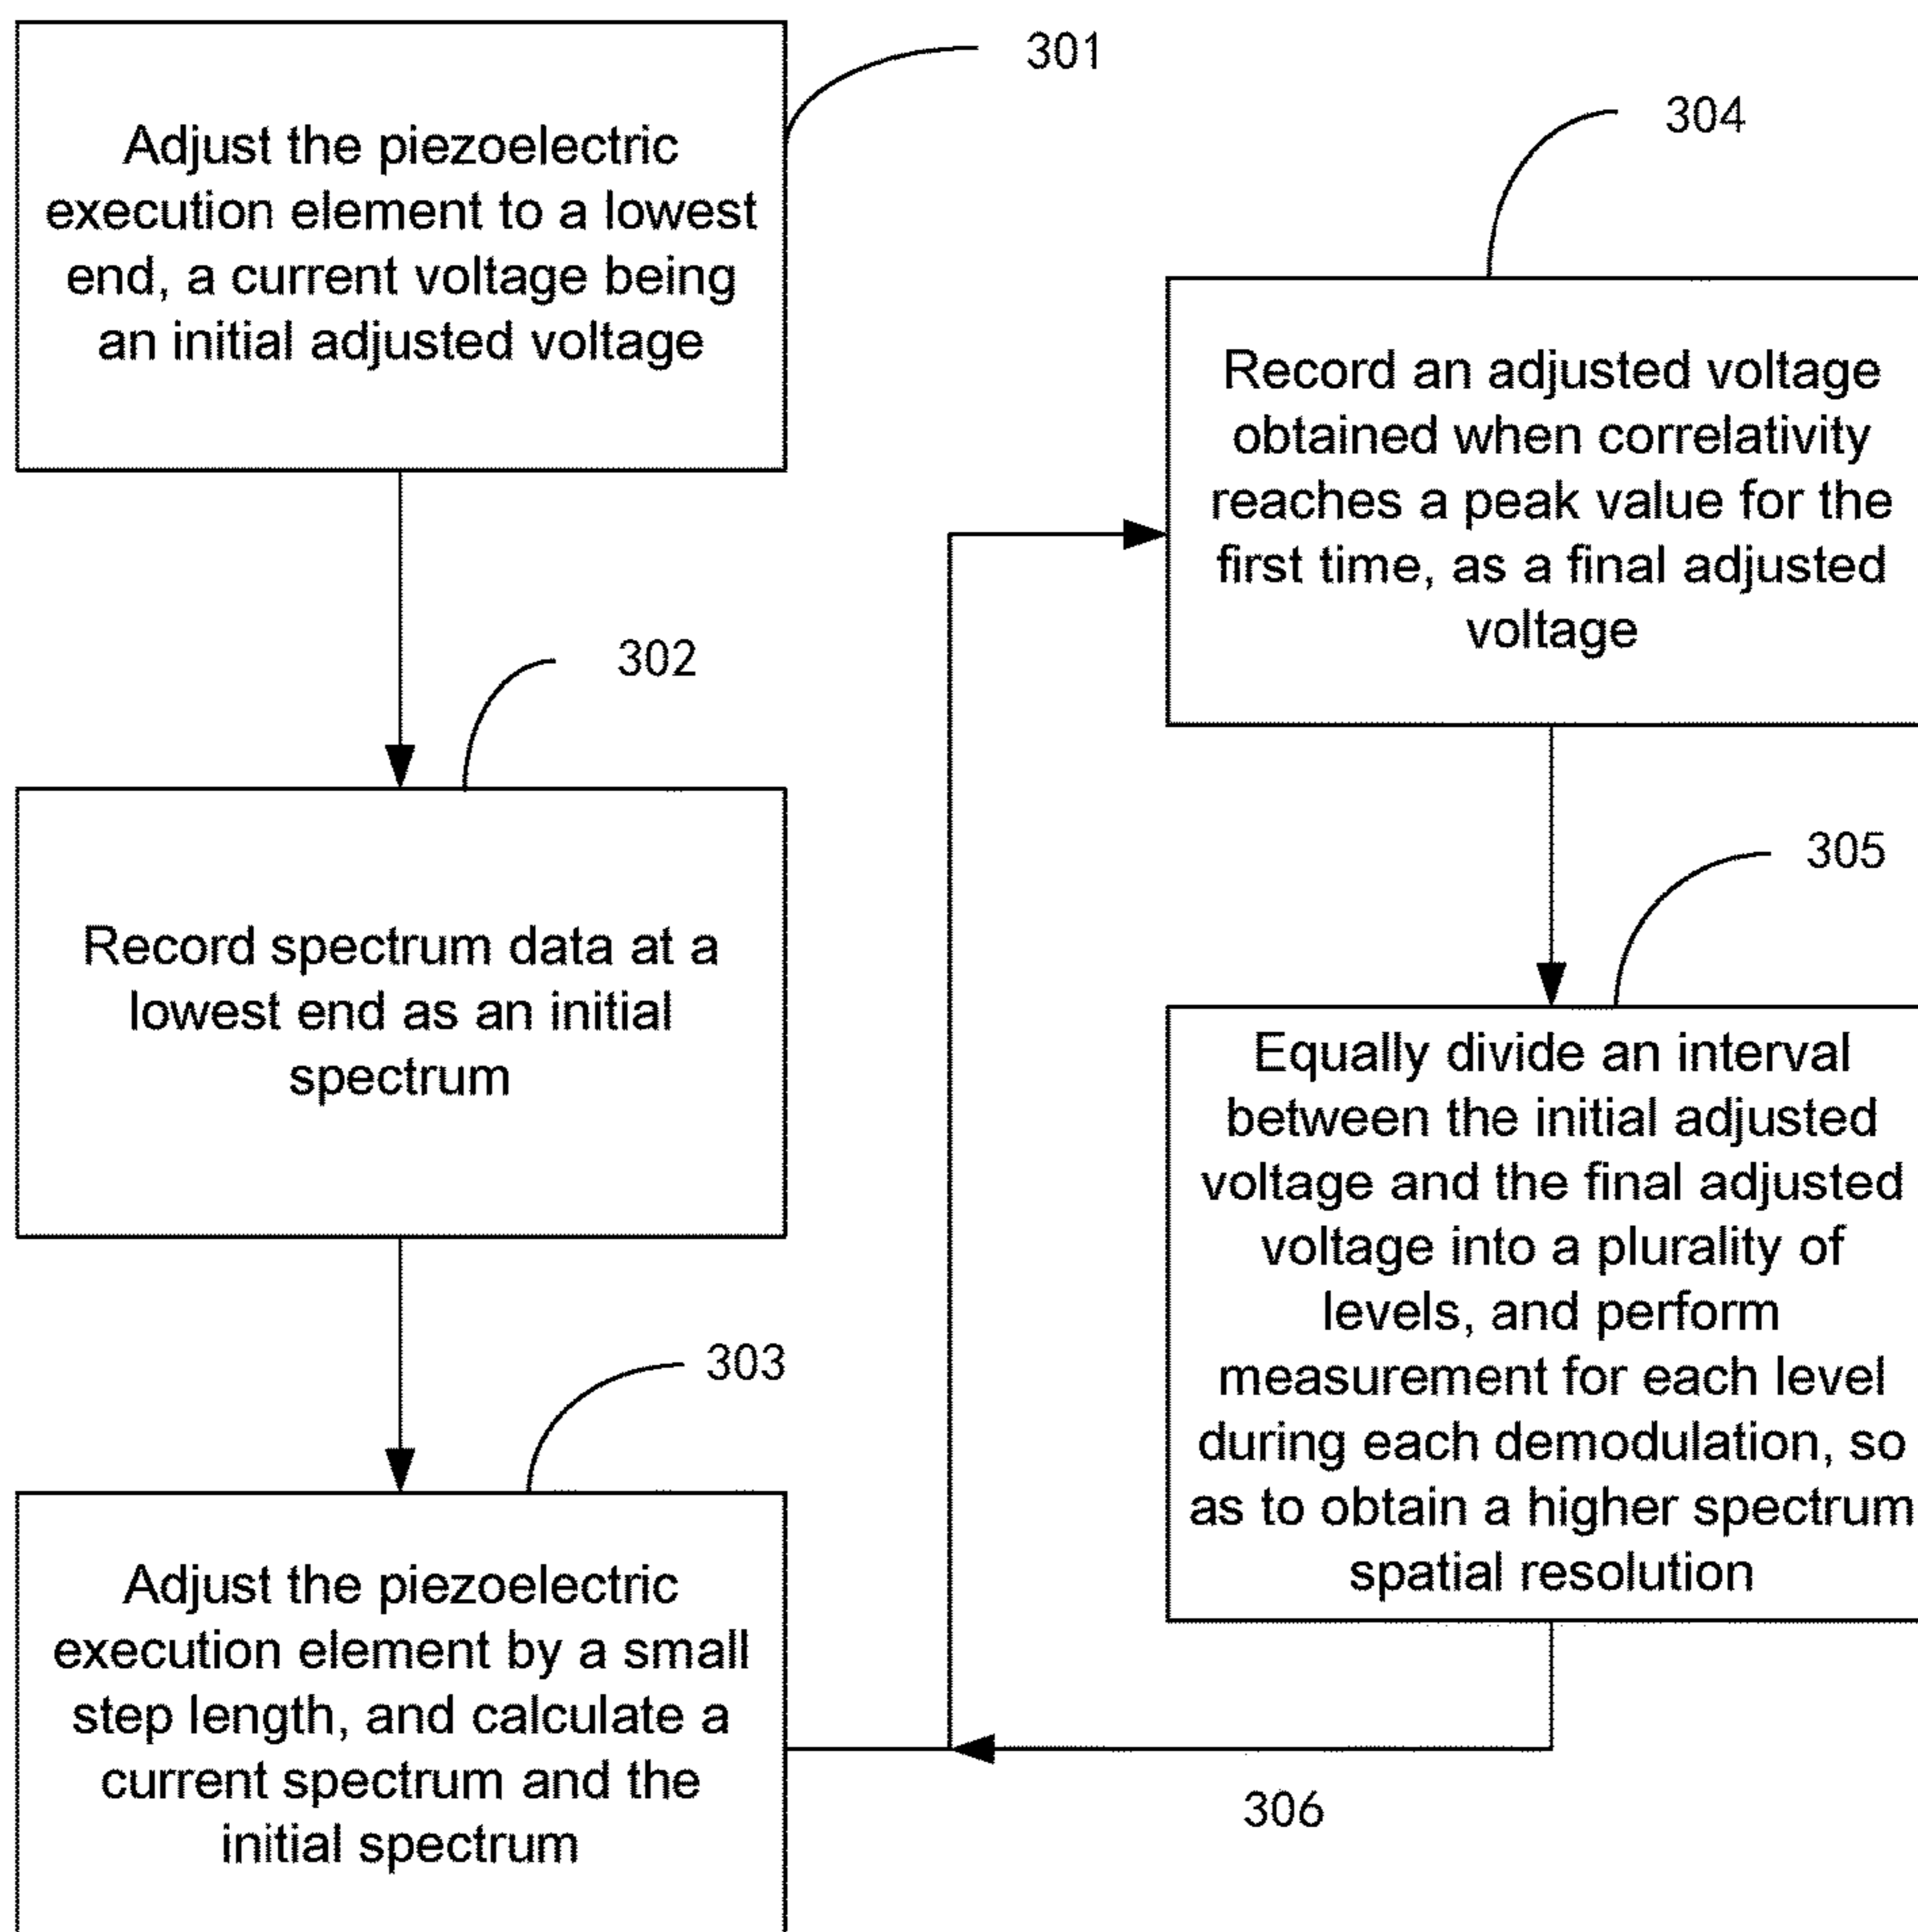 301
Adjust the piezoelectric
execution element to a lowest
end, a current voltage being
an initial adjusted voltage
302
Record spectrum data at a
lowest end as an initial
spectrum
303
Adjust the piezoelectric
execution element by a small
step length, and calculate a
current spectrum and the
initial spectrum
304
Record an adjusted voltage
obtained when correlativity
reaches a peak value for the
first time, as a final adjusted
voltage
305
Equally divide an interval
between the initial adjusted
voltage and the final adjusted
voltage into a plurality of
levels, and perform
measurement for each level
during each demodulation, so
as to obtain a higher spectrum
spatial resolution
306